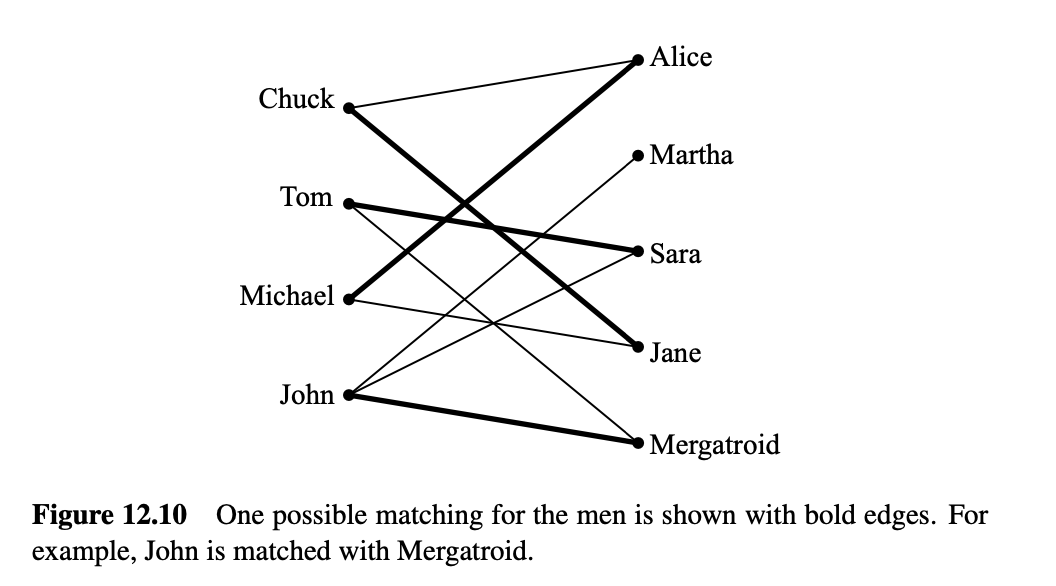 Alice
Chuck
Martha
Tom
Sara
Michael
Jane
John
Mergatroid
Figure 12.10 One possible matching for the men is shown with bold edges. For
example, John is matched with Mergatroid.